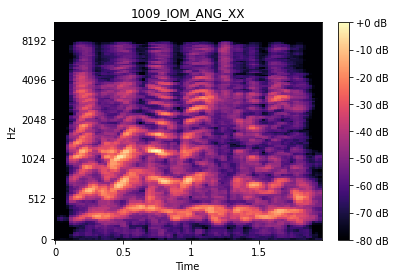 1009_IOM_ANG_XX
Hz
8192
4096
2048
1024
512
0
0
0.5
1
1.5
Time
+0 dB
-10 dB
-20 dB
-30 dB
-40 dB
-50 dB
-60 dB
-70 dB
-80 dB